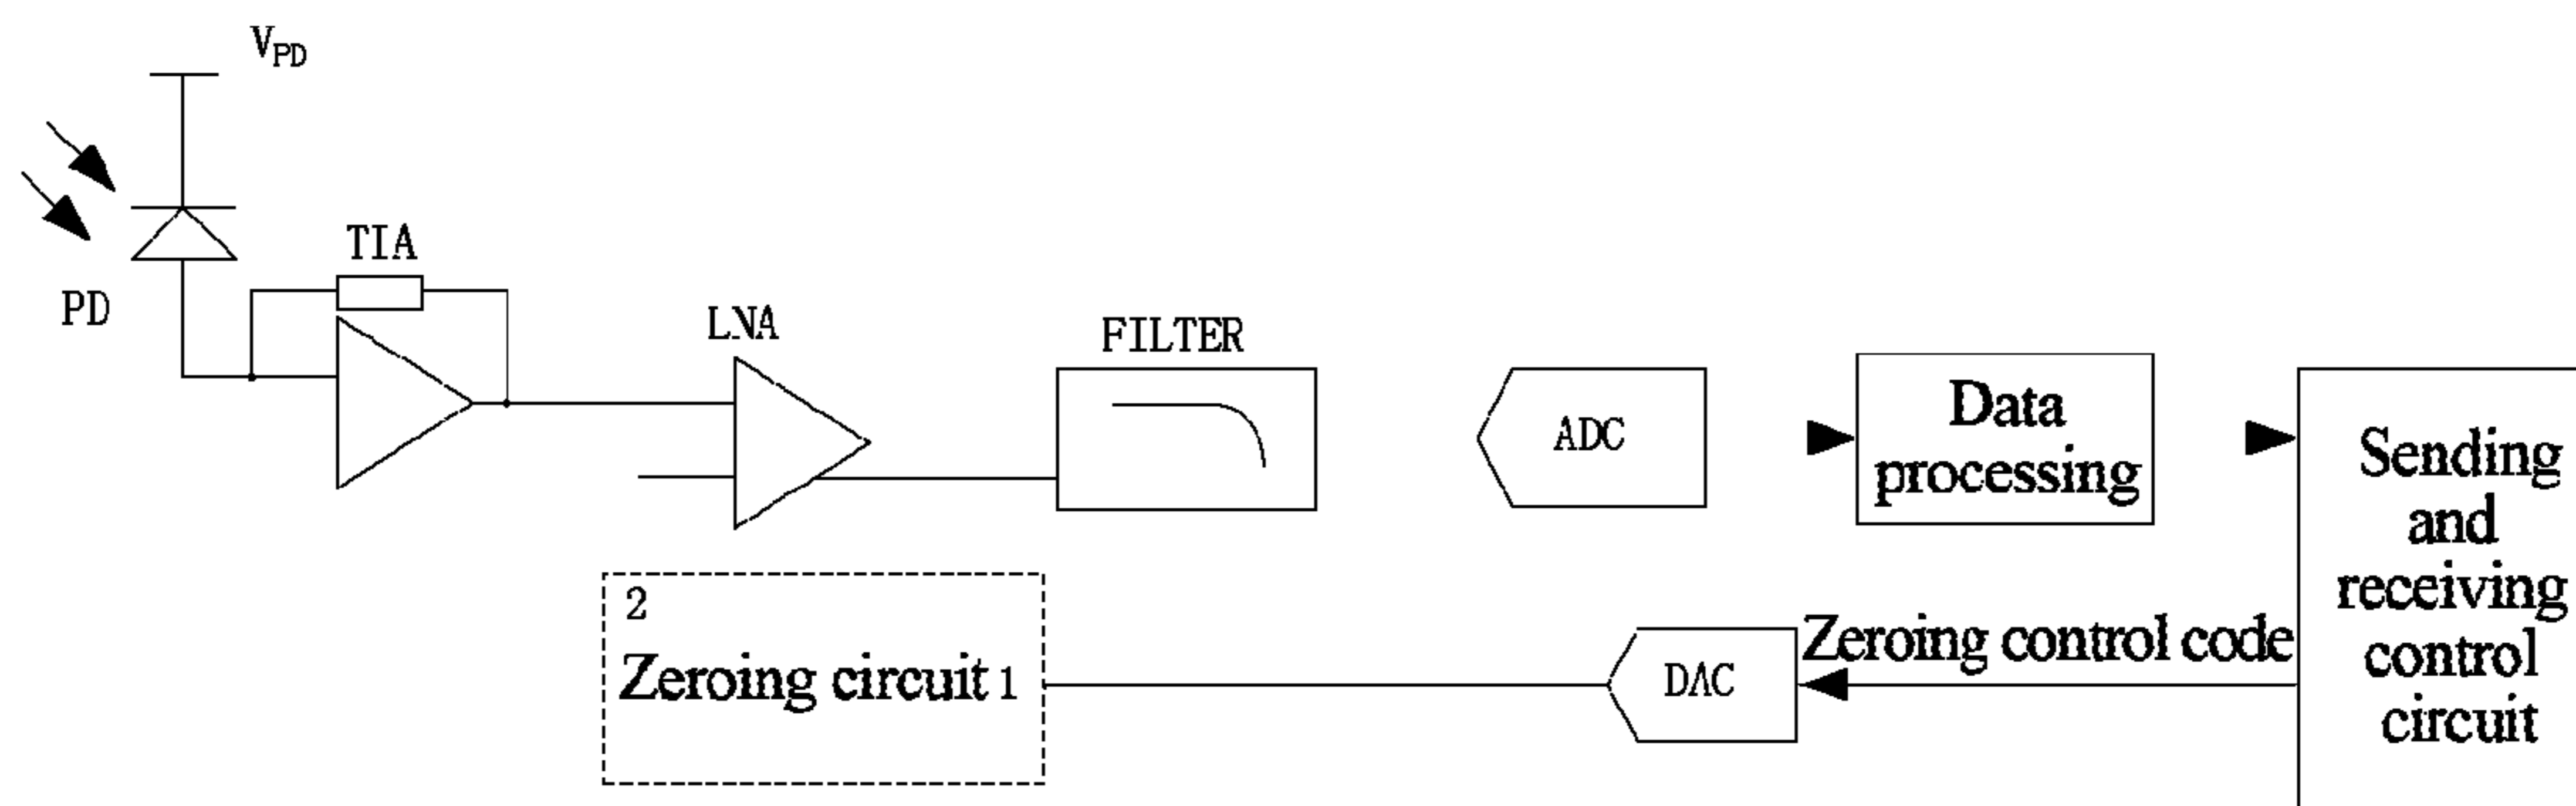 V_PD
PD
TIA
LNA
FILTER
ADC
Data
processing
Sending
and
receiving
control
circuit
2
Zeroing circuit 1
DAC
Zeroing control code